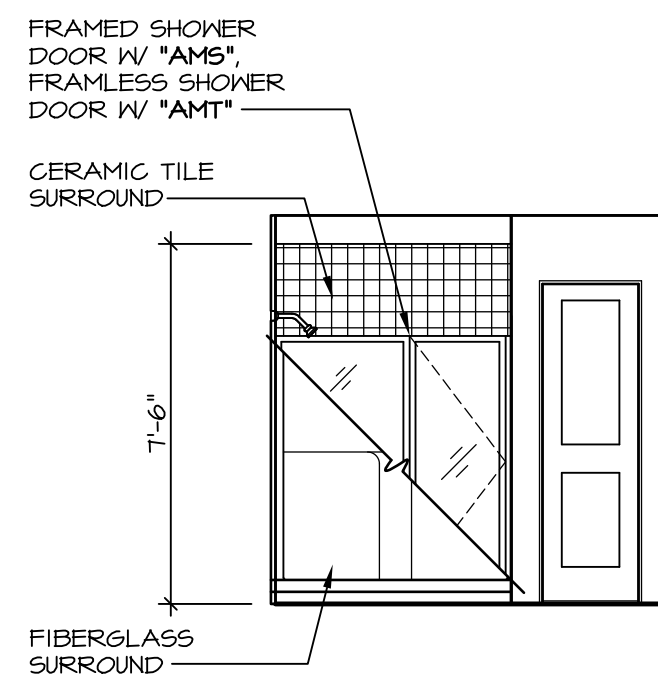 FRAMED SHOWER
DOOR W/ "AMS",
FRAMLESS SHOWER
DOOR W/ "AMT"
CERAMIC TILE
SURROUND
7'-6"
FIBERGLASS
SURROUND